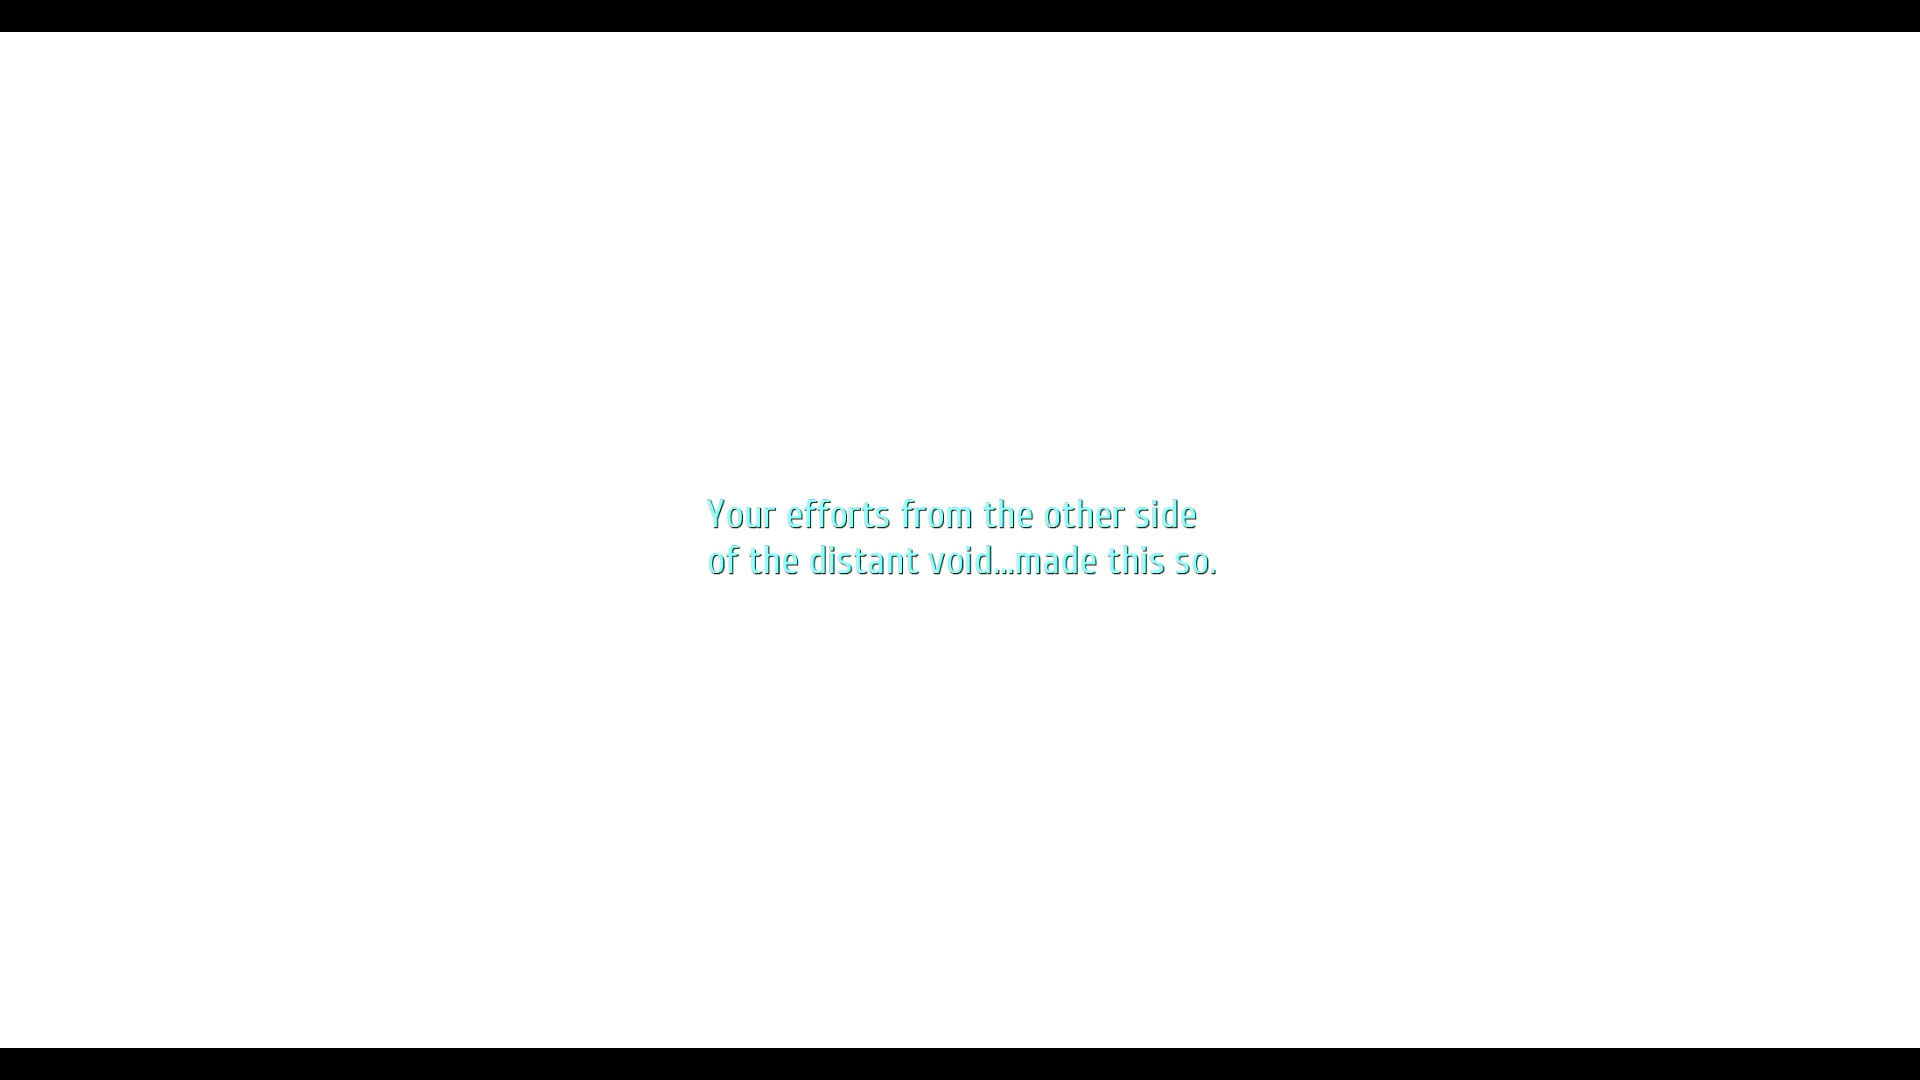 Your efforts from the other side
of the distant void...made this so.